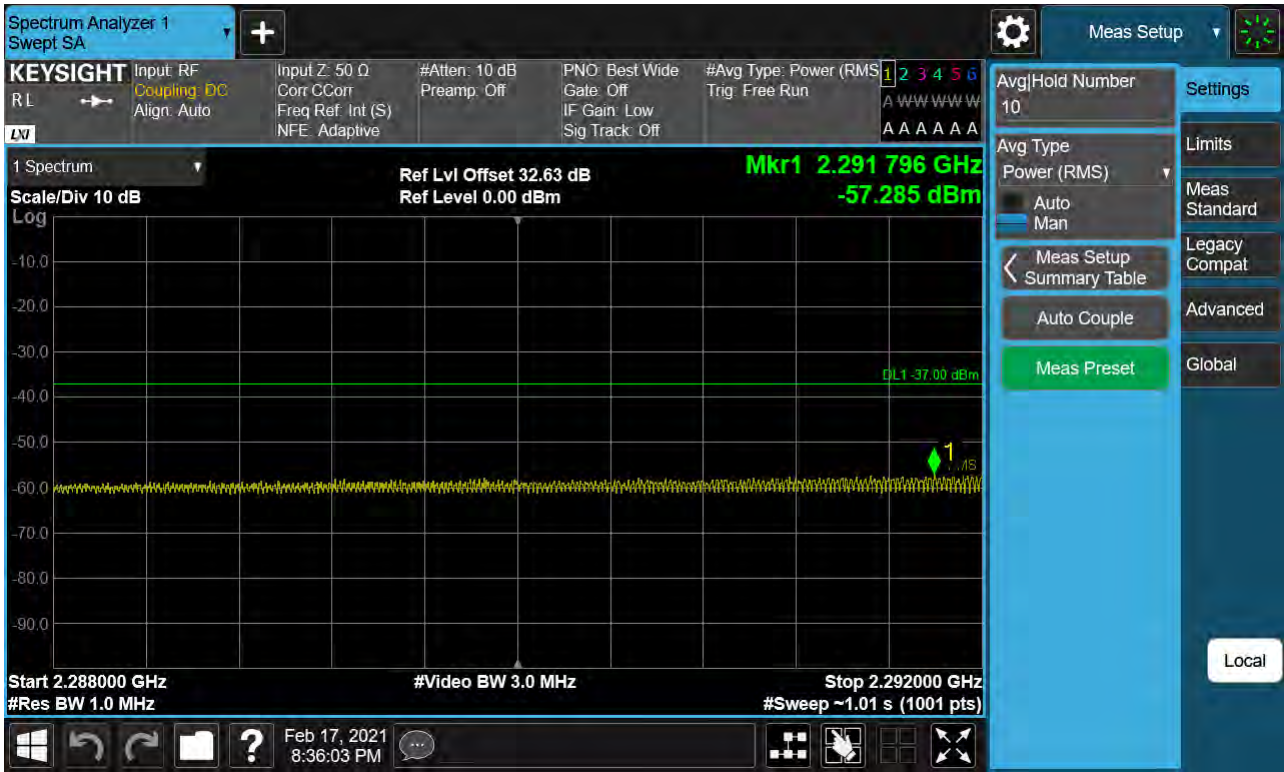 Spectrum Analyzer 1
Swept SA
Meas Setup
KEYSIGHT
RL
LXI
Input: RF
Coupling: DC
Align: Auto
Input Z: 50 Ω
Corr CCorr
Freq Ref: Int (S)
NFE: Adaptive
#Atten: 10 dB
Preamp: Off
PNO: Best Wide
Gate: Off
IF Gain: Low
Sig Track: Off
#Avg Type: Power (RMS
Trig: Free Run
1 2 3 4 5 6
A W W W W W
A A A A A A
1 Spectrum
Scale/Div 10 dB
Log
Ref Lvl Offset 32.63 dB
Ref Level 0.00 dBm
Mkr1 2.291 796 GHz
-57.285 dBm
-10.0
-20.0
-30.0
DL1 -37.00 dBm
-40.0
-50.0
1
-60.0
-70.0
-80.0
-90.0
Start 2.288000 GHz
#Res BW 1.0 MHz
#Video BW 3.0 MHz
Stop 2.292000 GHz
#Sweep ~1.01 s (1001 pts)
Avg|Hold Number
10
Avg Type
Power (RMS)
Auto
Man
Meas Setup
Summary Table
Auto Couple
Meas Preset
Settings
Limits
Meas
Standard
Legacy
Compat
Advanced
Global
Local
?
Feb 17, 2021
8:36:03 PM